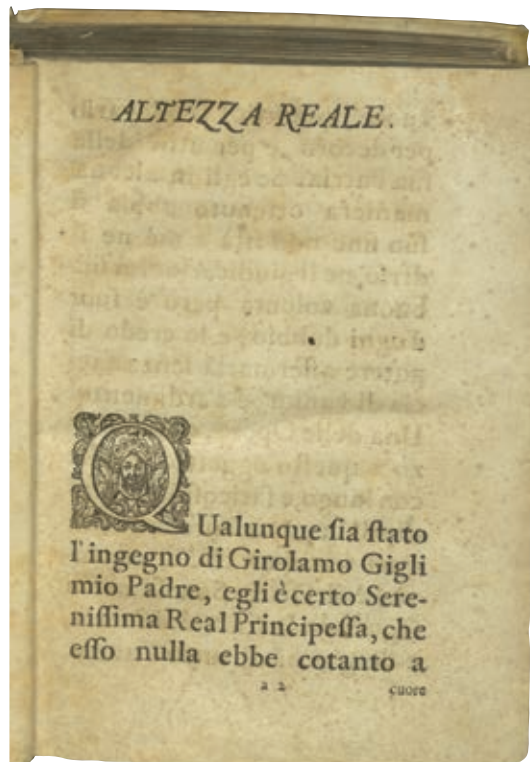 ALTEZZA REALE.
QUalunque ſia ſtato
l'ingegno di Girolamo Gigli
mio Padre, egli è certo Sere-
niſſima Real Principeſſa, che
eſſo nulla ebbe cotanto a
a 2
cuore